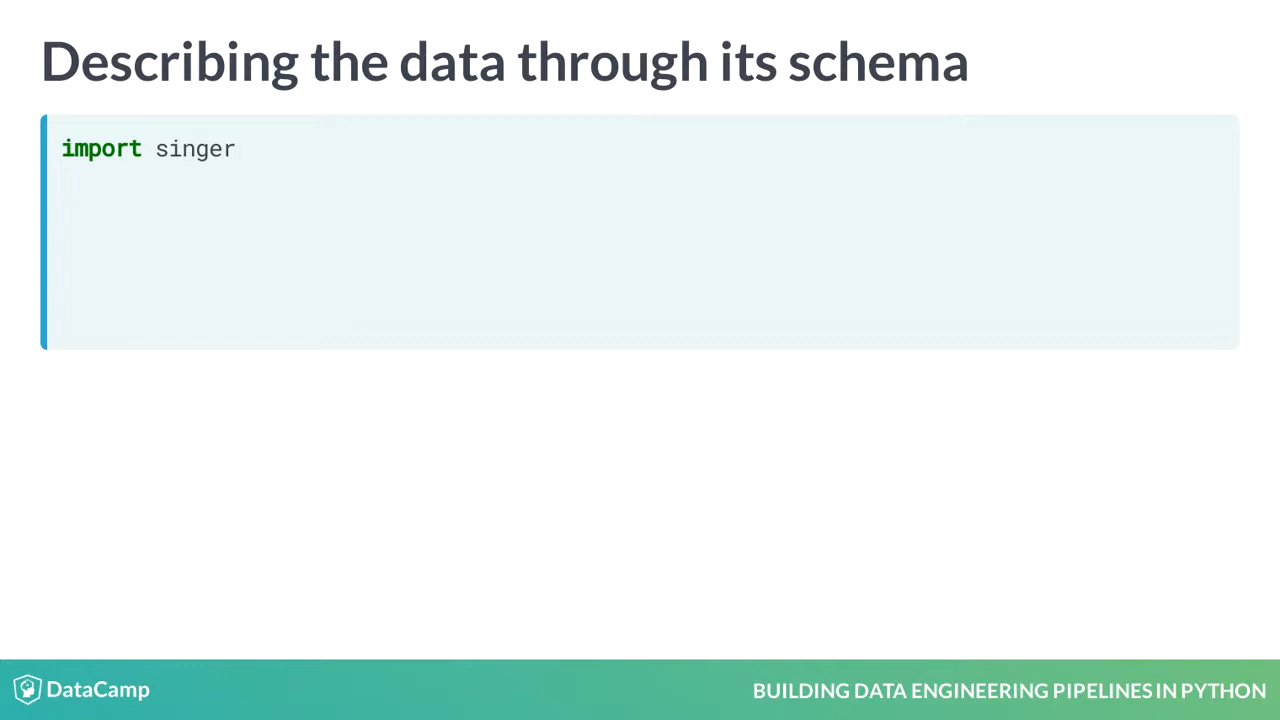 Describing the data through its schema
import singer
DataCamp
BUILDING DATA ENGINEERING PIPELINES IN PYTHON